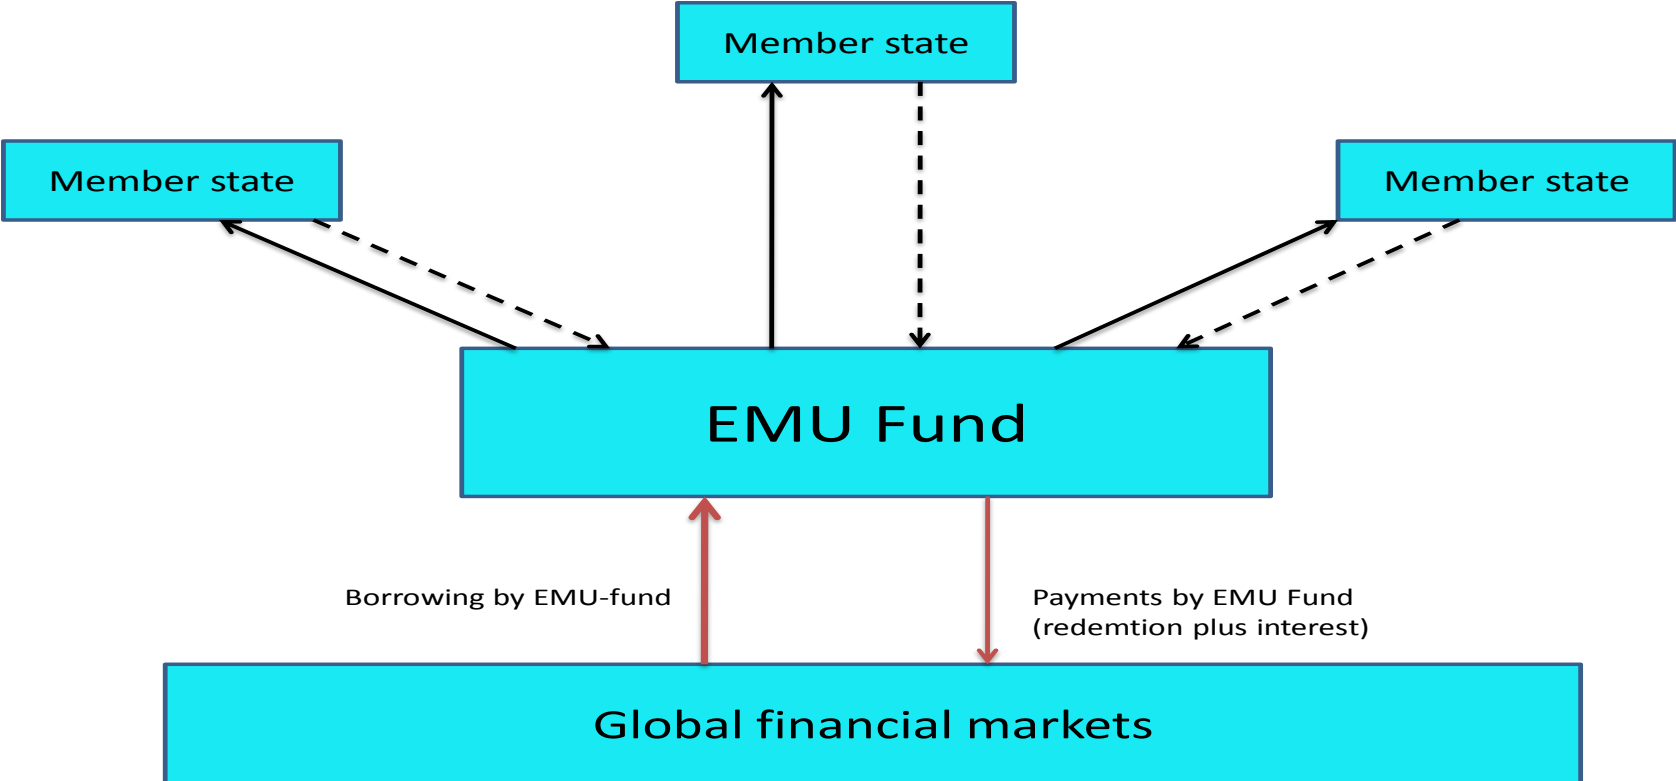 Member state
Member state
Member state
EMU Fund
Borrowing by EMU-fund
Payments by EMU Fund
(redemtion plus interest)
Global financial markets